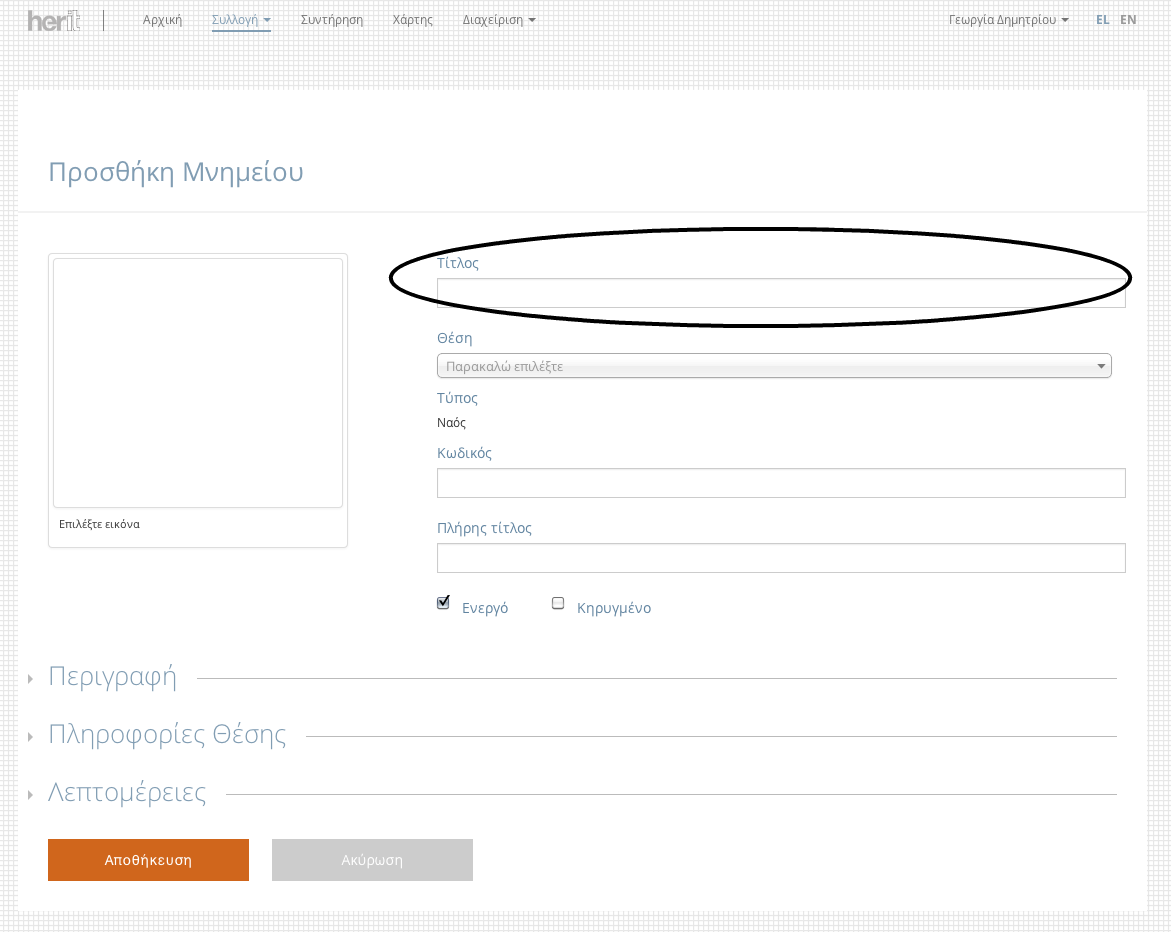 herit Αρχική Συλλογή Συντήρηση Χάρτης Διαχείριση Γεωργία Δημητρίου EL EN
Προσθήκη Μνημείου
Τίτλος
Θέση
Παρακαλώ επιλέξτε
Τύπος
Ναός
Κωδικός
Επιλέξτε εικόνα
Πλήρης τίτλος
Ενεργό Κηρυγμένο
Περιγραφή
Πληροφορίες Θέσης
Λεπτομέρειες
Αποθήκευση Ακύρωση